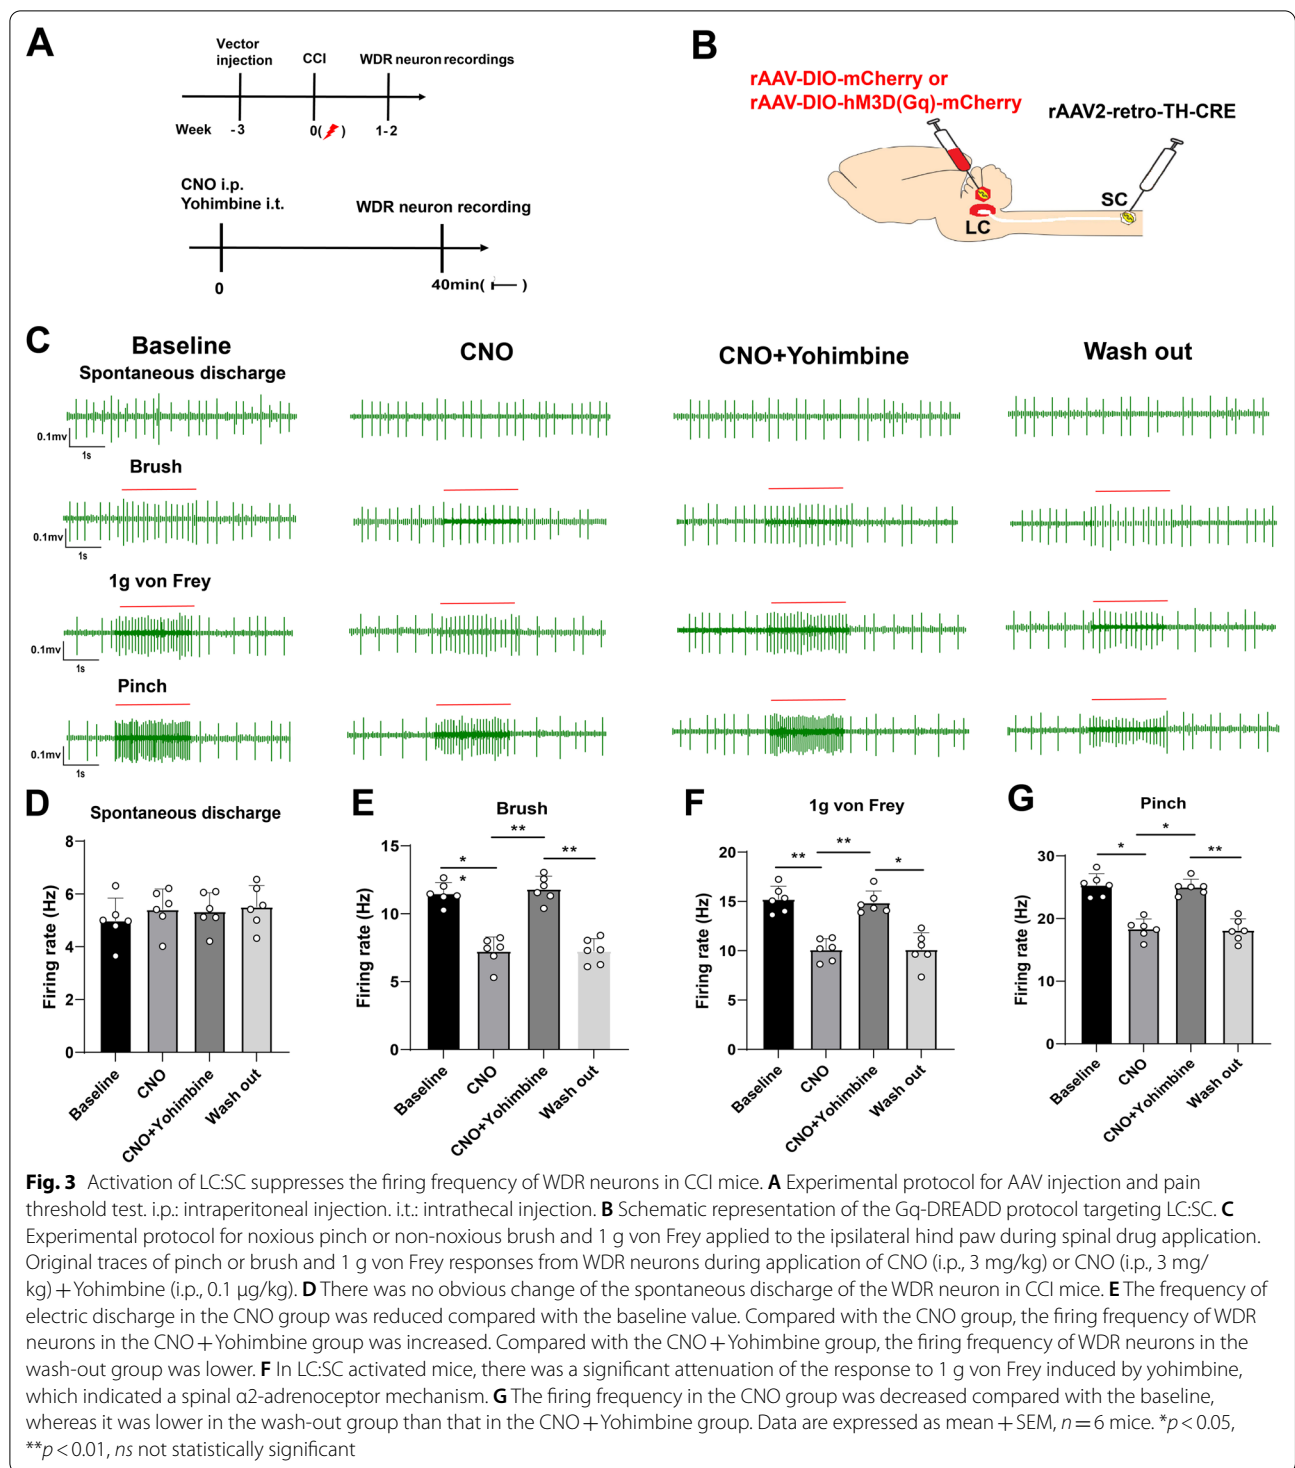 A
Vector
injection
CCI
WDR neuron recordings
Week
-3
0( )
1-2
CNO i.p.
Yohimbine i.t.
WDR neuron recording
0
40min( )
B
rAAV-DIO-mCherry or
rAAV-DIO-hM3D(Gq)-mCherry
rAAV2-retro-TH-CRE
SC
LC
C
Baseline
CNO
CNO+Yohimbine
Wash out
Spontaneous discharge
0.1mv
1s
Brush
0.1mv
1s
1g von Frey
0.1mv
1s
Pinch
0.1mv
1s
D
Spontaneous discharge
Firing rate (Hz)
8
6
4
2
0
Baseline
CNO
CNO+Yohimbine
Wash out
E
Brush
Firing rate (Hz)
15
10
5
0
*
*
**
**
Baseline
CNO
CNO+Yohimbine
Wash out
F
1g von Frey
Firing rate (Hz)
20
15
10
5
0
**
**
*
Baseline
CNO
CNO+Yohimbine
Wash out
G
Pinch
Firing rate (Hz)
30
20
10
0
*
*
**
Baseline
CNO
CNO+Yohimbine
Wash out
Fig. 3 Activation of LC:SC suppresses the firing frequency of WDR neurons in CCI mice. A Experimental protocol for AAV injection and pain
threshold test. i.p.: intraperitoneal injection. i.t.: intrathecal injection. B Schematic representation of the Gq-DREADD protocol targeting LC:SC. C
Experimental protocol for noxious pinch or non-noxious brush and 1 g von Frey applied to the ipsilateral hind paw during spinal drug application.
Original traces of pinch or brush and 1 g von Frey responses from WDR neurons during application of CNO (i.p., 3 mg/kg) or CNO (i.p., 3 mg/
kg) + Yohimbine (i.p., 0.1 μg/kg). D There was no obvious change of the spontaneous discharge of the WDR neuron in CCI mice. E The frequency of
electric discharge in the CNO group was reduced compared with the baseline value. Compared with the CNO group, the firing frequency of WDR
neurons in the CNO + Yohimbine group was increased. Compared with the CNO + Yohimbine group, the firing frequency of WDR neurons in the
wash-out group was lower. F In LC:SC activated mice, there was a significant attenuation of the response to 1 g von Frey induced by yohimbine,
which indicated a spinal α2-adrenoceptor mechanism. G The firing frequency in the CNO group was decreased compared with the baseline,
whereas it was lower in the wash-out group than that in the CNO + Yohimbine group. Data are expressed as mean + SEM, n = 6 mice. *p < 0.05,
**p < 0.01, ns not statistically significant